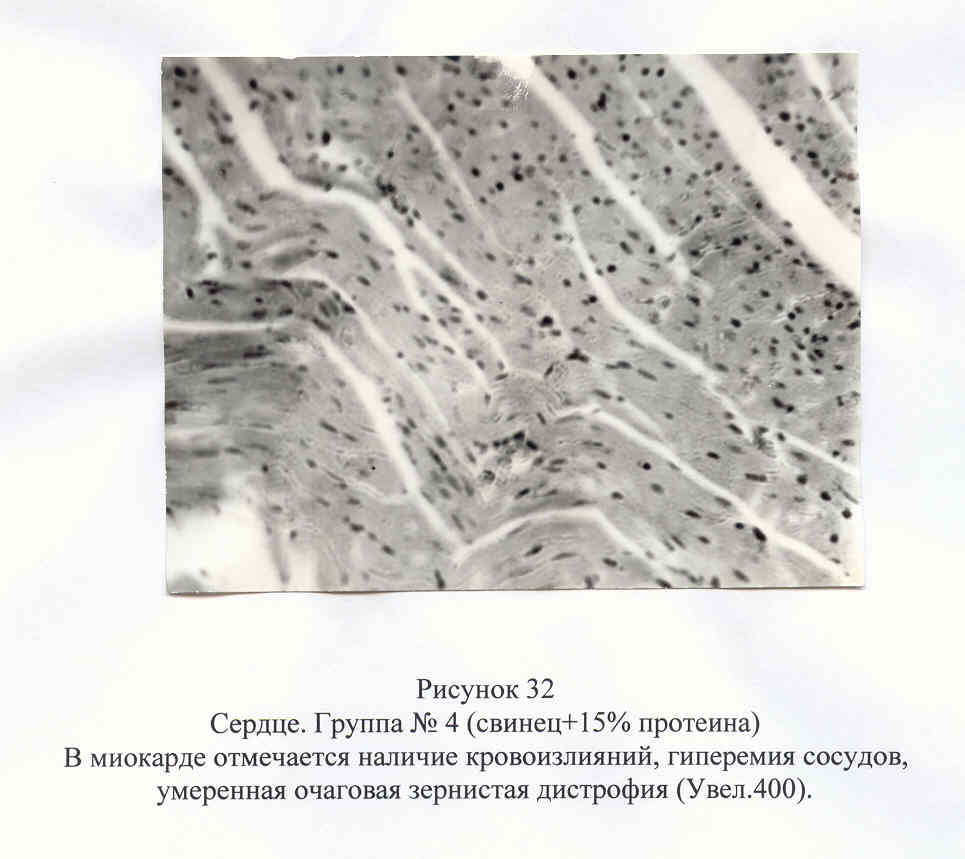 Рисунок 32
Сердце. Группа № 4 (свинец+15% протеина)
В миокарде отмечается наличие кровоизлияний, гиперемия сосудов,
умеренная очаговая зернистая дистрофия (Увел.400).